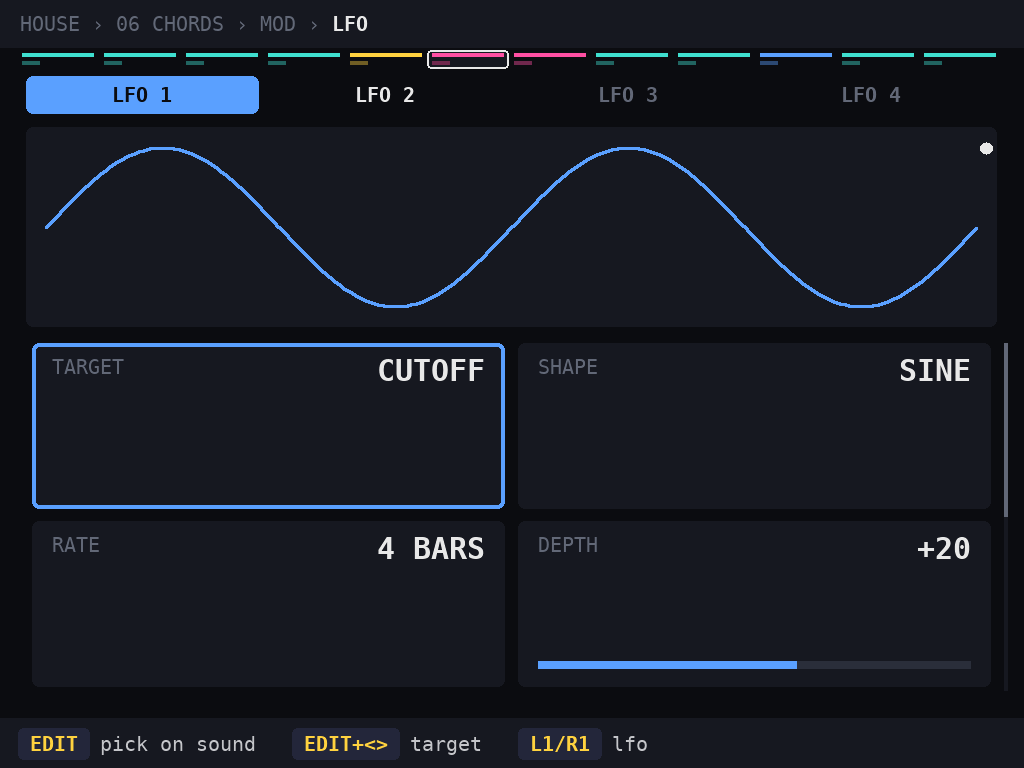 HOUSE › 06 CHORDS › MOD › LFO
LFO 1 LFO 2 LFO 3 LFO 4
TARGET CUTOFF SHAPE SINE
RATE 4 BARS DEPTH +20
EDIT pick on sound EDIT+<> target L1/R1 lfo